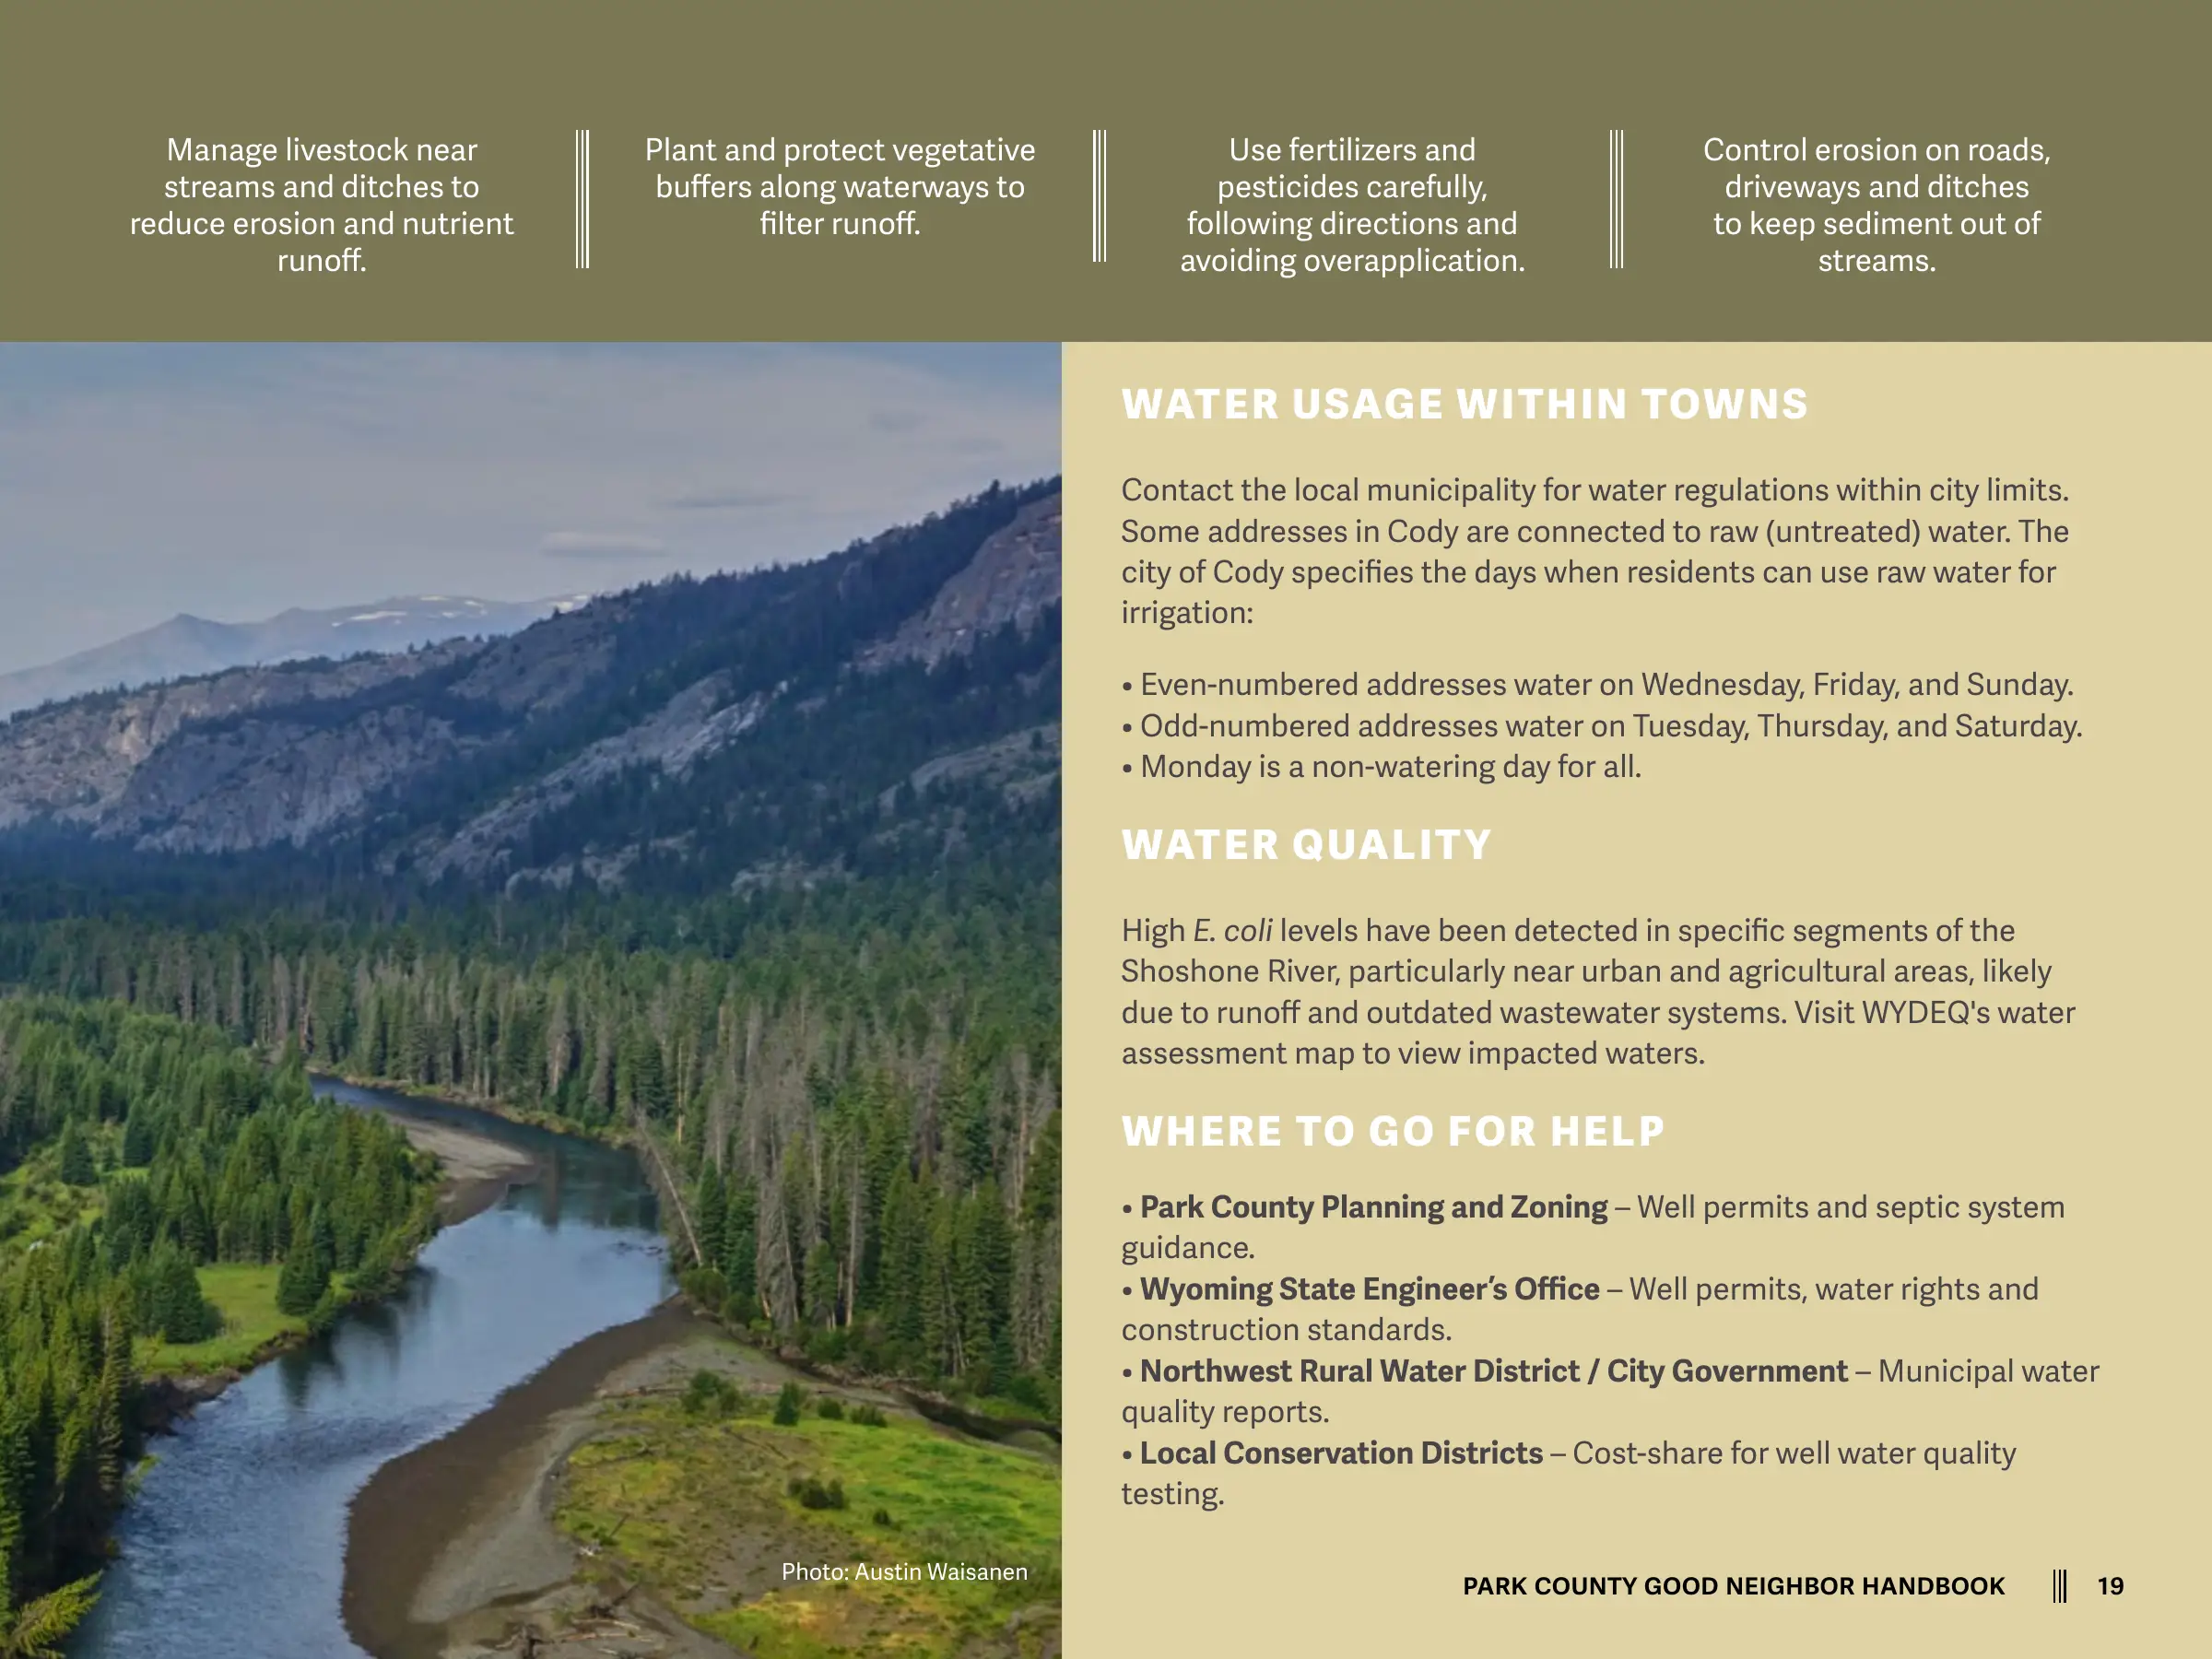 Manage livestock near
streams and ditches to
reduce erosion and nutrient
runoff.
Plant and protect vegetative
buffers along waterways to
filter runoff.
Use fertilizers and
pesticides carefully,
following directions and
avoiding overapplication.
Control erosion on roads,
driveways and ditches
to keep sediment out of
streams.
WATER USAGE WITHIN TOWNS
Contact the local municipality for water regulations within city limits.
Some addresses in Cody are connected to raw (untreated) water. The
city of Cody specifies the days when residents can use raw water for
irrigation:
• Even-numbered addresses water on Wednesday, Friday, and Sunday.
• Odd-numbered addresses water on Tuesday, Thursday, and Saturday.
• Monday is a non-watering day for all.
WATER QUALITY
High E. coli levels have been detected in specific segments of the
Shoshone River, particularly near urban and agricultural areas, likely
due to runoff and outdated wastewater systems. Visit WYDEQ's water
assessment map to view impacted waters.
WHERE TO GO FOR HELP
• Park County Planning and Zoning – Well permits and septic system
guidance.
• Wyoming State Engineer’s Office – Well permits, water rights and
construction standards.
• Northwest Rural Water District / City Government – Municipal water
quality reports.
• Local Conservation Districts – Cost-share for well water quality
testing.
Photo: Austin Waisanen
PARK COUNTY GOOD NEIGHBOR HANDBOOK 19